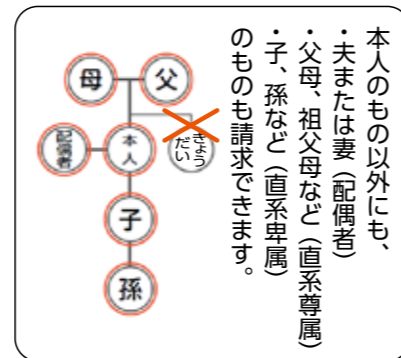 本人のもの以外にも、
・夫または妻（配偶者）
・父母、祖父母など（直系尊属）
・子、孫など（直系卑属）
のものも請求できます。
父
母
きょう
だい
本人
配偶者
子
孫